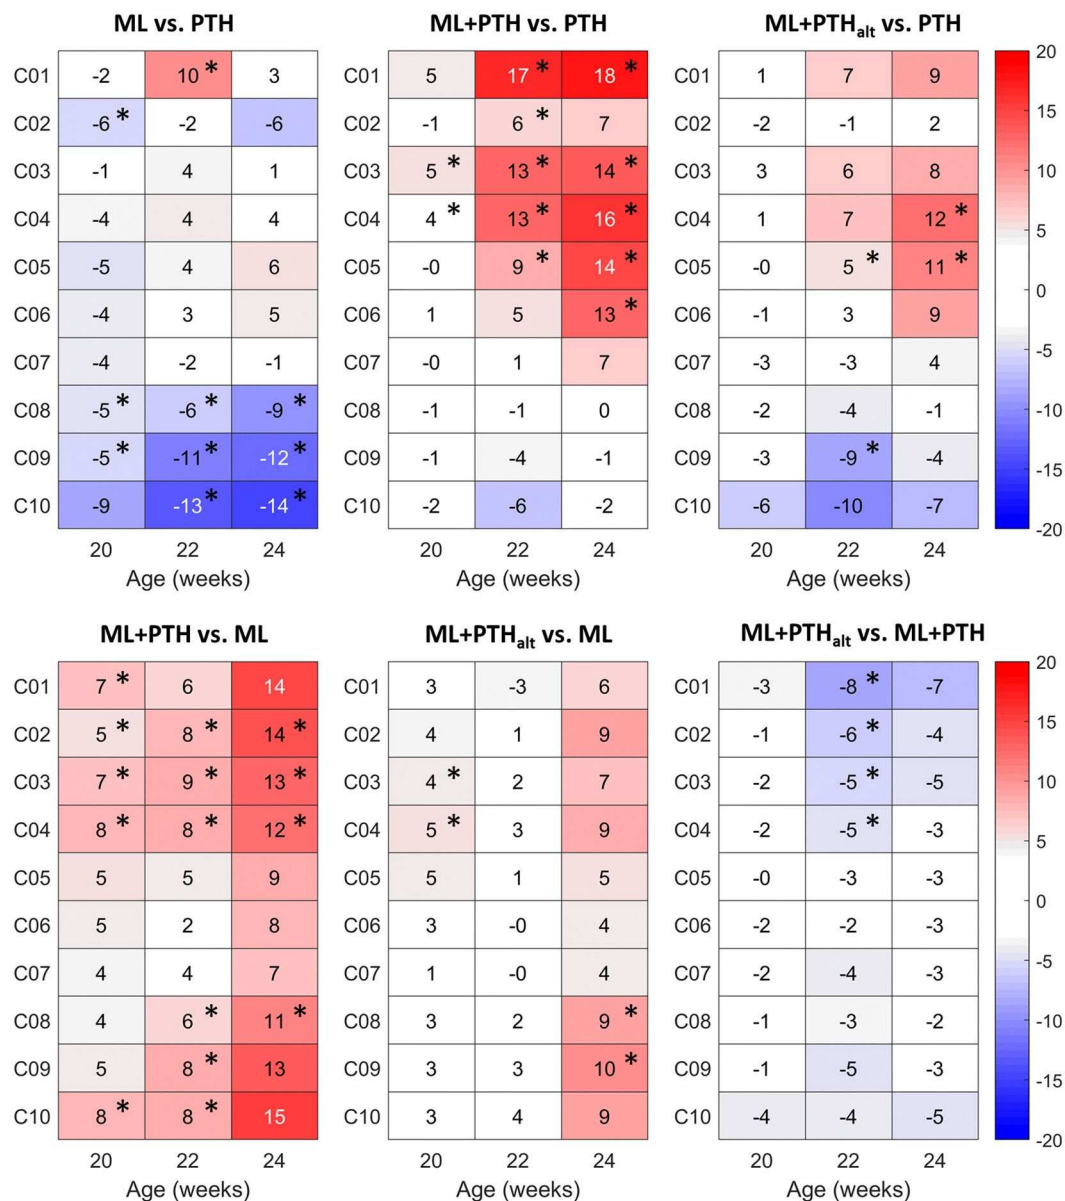 ML vs. PTH ML+PTH vs. PTH ML+PTHalt vs. PTH
C01 -2 10 * 3 C01 5 17 * 18 * C01 1 7 9 20
C02 -6 * -2 -6 C02 -1 6 * 7 C02 -2 -1 2 15
C03 -1 4 1 C03 5 * 13 * 14 * C03 3 6 8 10
C04 -4 4 4 C04 4 * 13 * 16 * C04 1 7 12 * 5
C05 -5 4 6 C05 -0 9 * 14 * C05 -0 5 * 11 *
C06 -4 3 5 C06 1 5 13 * C06 -1 3 9 0
C07 -4 -2 -1 C07 -0 1 7 C07 -3 -3 4 -5
C08 -5 * -6 * -9 * C08 -1 -1 0 C08 -2 -4 -1 -10
C09 -5 * -11 * -12 * C09 -1 -4 -1 C09 -3 -9 * -4 -15
C10 -9 -13 * -14 * C10 -2 -6 -2 C10 -6 -10 -7 -20
20 22 24 20 22 24 20 22 24
Age (weeks) Age (weeks) Age (weeks)
ML+PTH vs. ML ML+PTHalt vs. ML ML+PTHalt vs. ML+PTH
C01 7 * 6 14 C01 3 -3 6 C01 -3 -8 * -7 20
C02 5 * 8 * 14 * C02 4 1 9 C02 -1 -6 * -4 15
C03 7 * 9 * 13 * C03 4 * 2 7 C03 -2 -5 * -5 10
C04 8 * 8 * 12 * C04 5 * 3 9 C04 -2 -5 * -3 5
C05 5 5 9 C05 5 1 5 C05 -0 -3 -3
C06 5 2 8 C06 3 -0 4 C06 -2 -2 -3 0
C07 4 4 7 C07 1 -0 4 C07 -2 -4 -3 -5
C08 4 6 * 11 * C08 3 2 9 * C08 -1 -3 -2 -10
C09 5 8 * 13 C09 3 3 10 * C09 -1 -5 -3 -15
C10 8 * 8 * 15 C10 3 4 9 C10 -4 -4 -5 -20
20 22 24 20 22 24 20 22 24
Age (weeks) Age (weeks) Age (weeks)